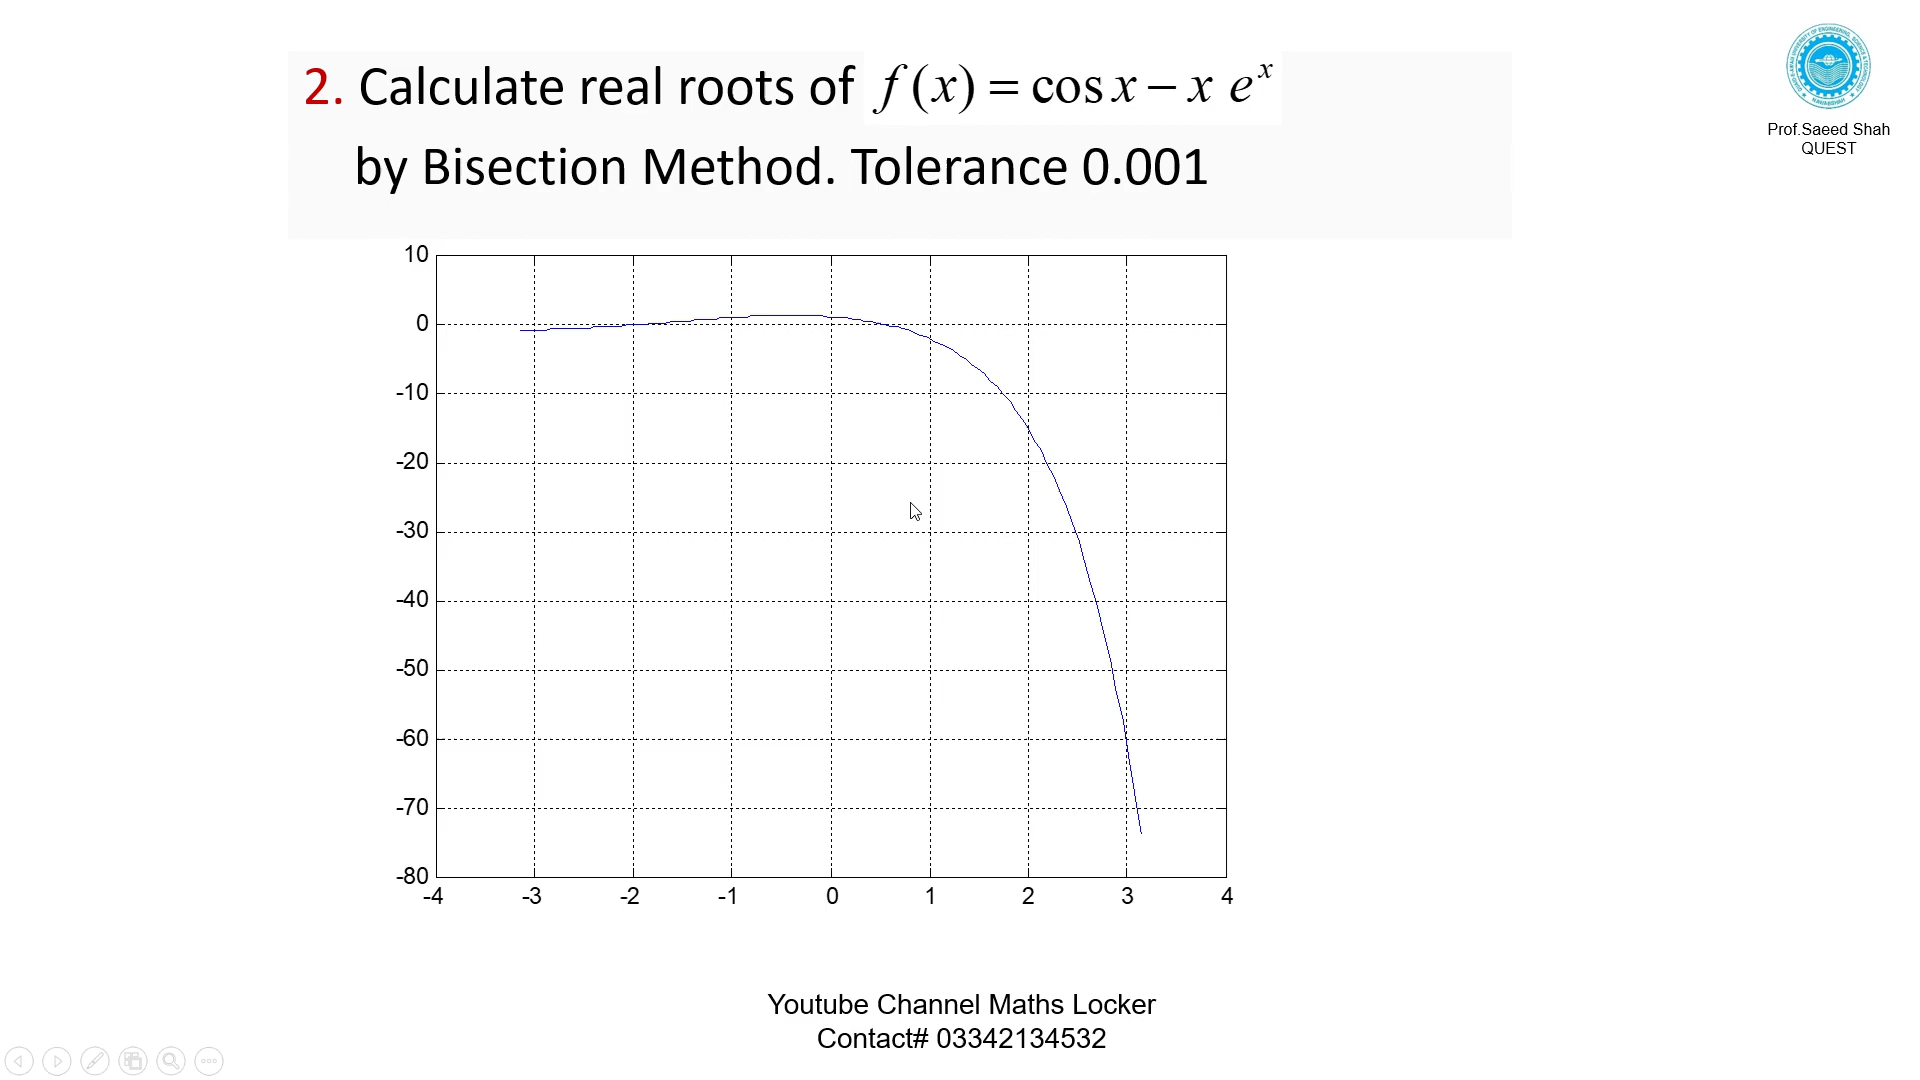 2. Calculate real roots of f(x) = cos x − x eˣ
by Bisection Method. Tolerance 0.001
Prof.Saeed Shah
QUEST
10
0
-10
-20
-30
-40
-50
-60
-70
-80
-4 -3 -2 -1 0 1 2 3 4
Youtube Channel Maths Locker
Contact# 03342134532